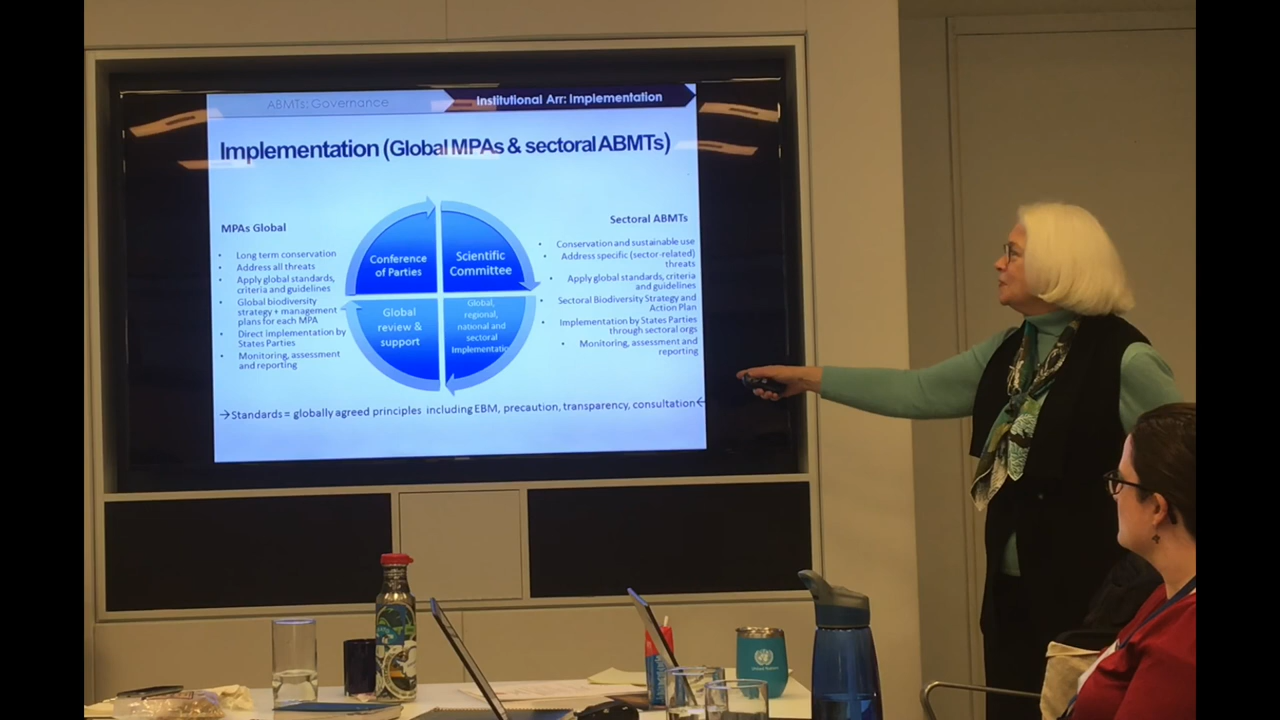 ABMTs: Governance
Institutional Arr: Implementation
Implementation (Global MPAs & sectoral ABMTs)
MPAs Global
• Long term conservation
• Address all threats
• Apply global standards,
criteria and guidelines
• Global biodiversity
strategy + management
plans for each MPA
• Direct implementation by
States Parties
• Monitoring, assessment
and reporting
Conference
of Parties
Scientific
Committee
Global
review &
support
Global,
regional,
national and
sectoral
Implementatio
Sectoral ABMTs
• Conservation and sustainable use
• Address specific (sector-related)
threats
• Apply global standards, criteria
and guidelines
• Sectoral Biodiversity Strategy and
Action Plan
• Implementation by States Parties
through sectoral orgs
• Monitoring, assessment and
reporting
→Standards = globally agreed principles including EBM, precaution, transparency, consultation←
United Nations